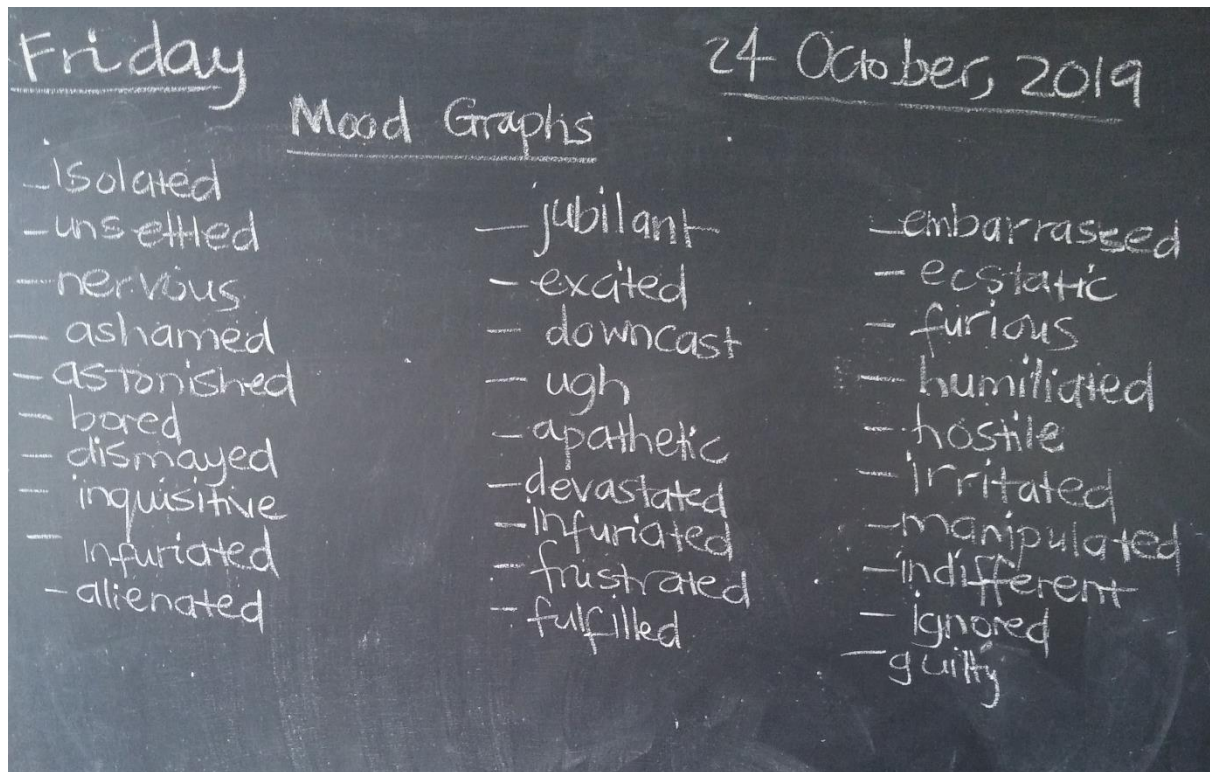 Friday
24 October, 2019
Mood Graphs
- isolated
- unsettled
- nervous
- ashamed
- astonished
- bored
- dismayed
- inquisitive
- infuriated
- alienated
- jubilant
- excited
- downcast
- ugh
- apathetic
- devastated
- infuriated
- frustrated
- fulfilled
- embarrassed
- ecstatic
- furious
- humiliated
- hostile
- irritated
- manipulated
- indifferent
- ignored
- guilty